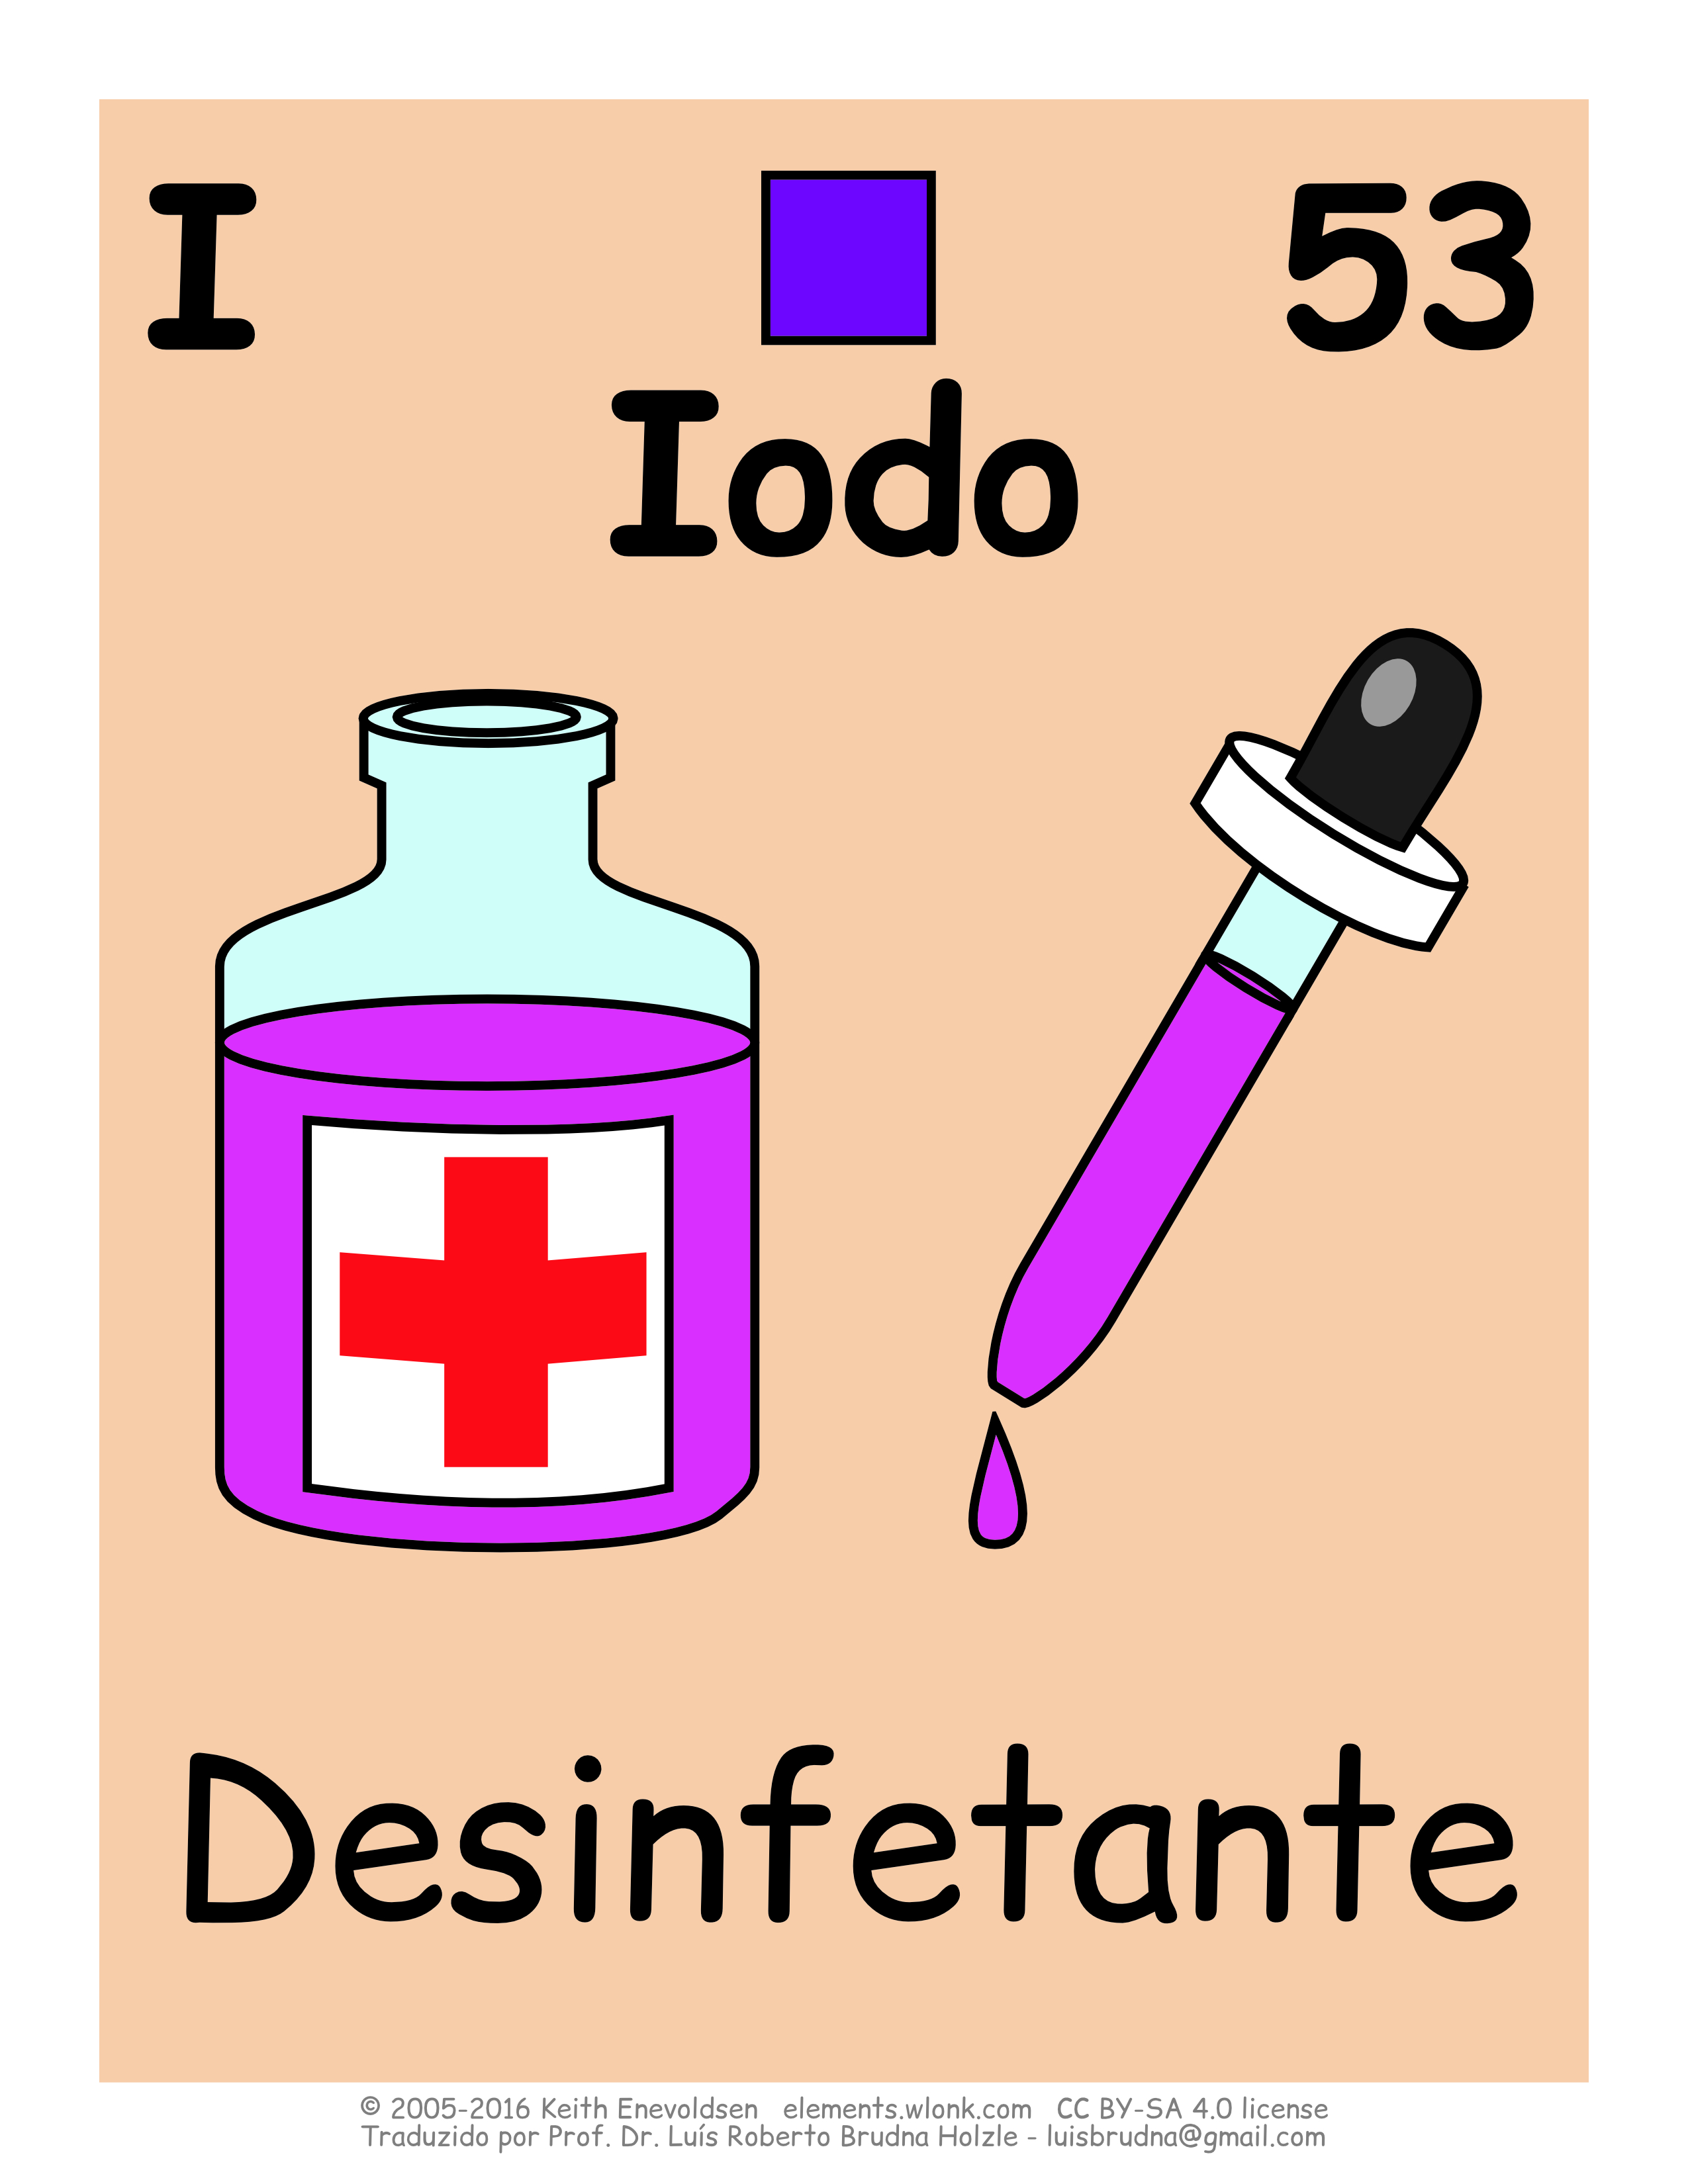 I 53
Iodo
Desinfetante
© 2005-2016 Keith Enevoldsen elements.wlonk.com CC BY-SA 4.0 license
Traduzido por Prof. Dr. Luís Roberto Brudna Holzle - luisbrudna@gmail.com